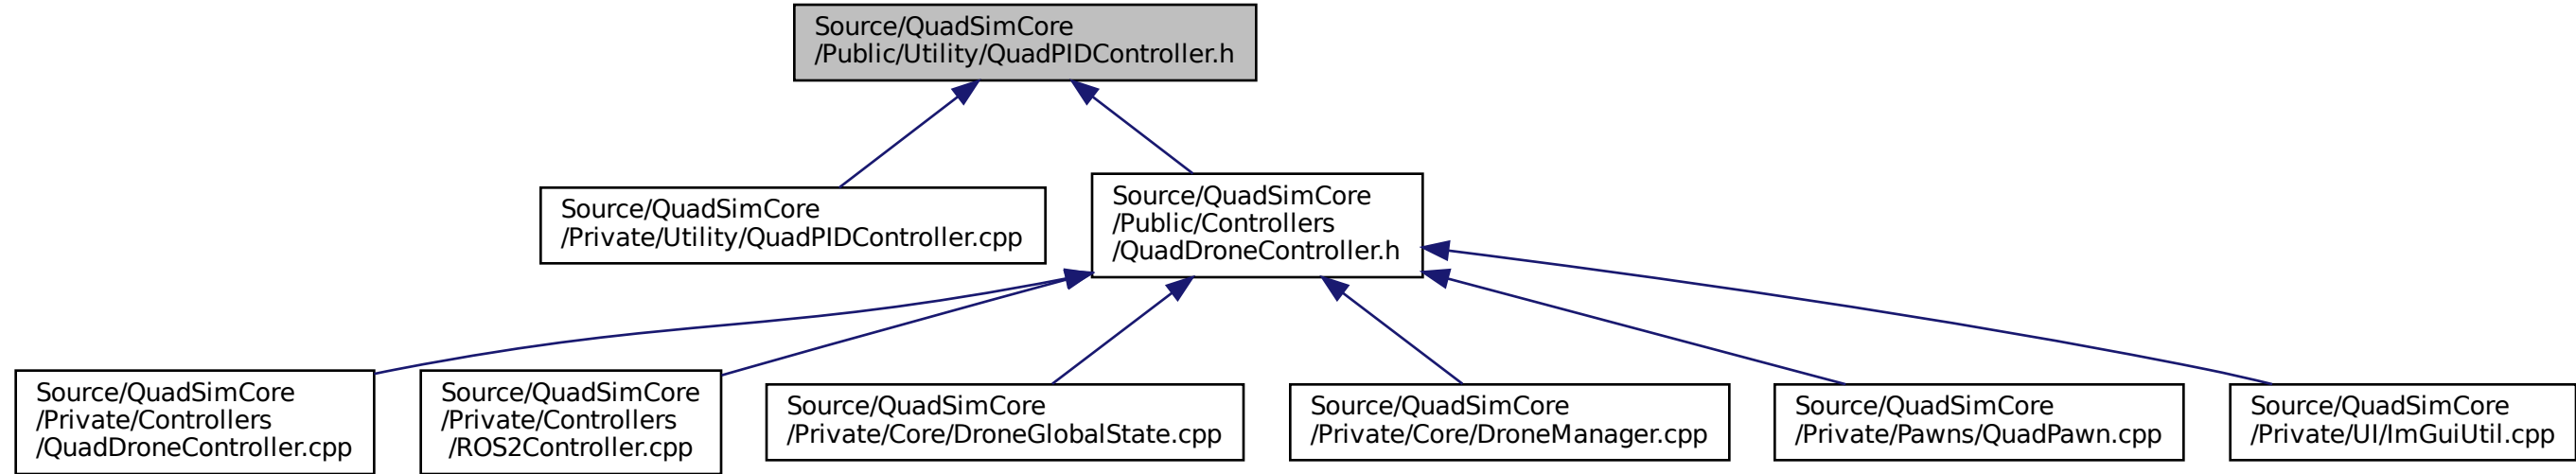 Source/QuadSimCore
/Public/Utility/QuadPIDController.h
Source/QuadSimCore
/Private/Utility/QuadPIDController.cpp
Source/QuadSimCore
/Public/Controllers
/QuadDroneController.h
Source/QuadSimCore
/Private/Controllers
/QuadDroneController.cpp
Source/QuadSimCore
/Private/Controllers
/ROS2Controller.cpp
Source/QuadSimCore
/Private/Core/DroneGlobalState.cpp
Source/QuadSimCore
/Private/Core/DroneManager.cpp
Source/QuadSimCore
/Private/Pawns/QuadPawn.cpp
Source/QuadSimCore
/Private/UI/ImGuiUtil.cpp